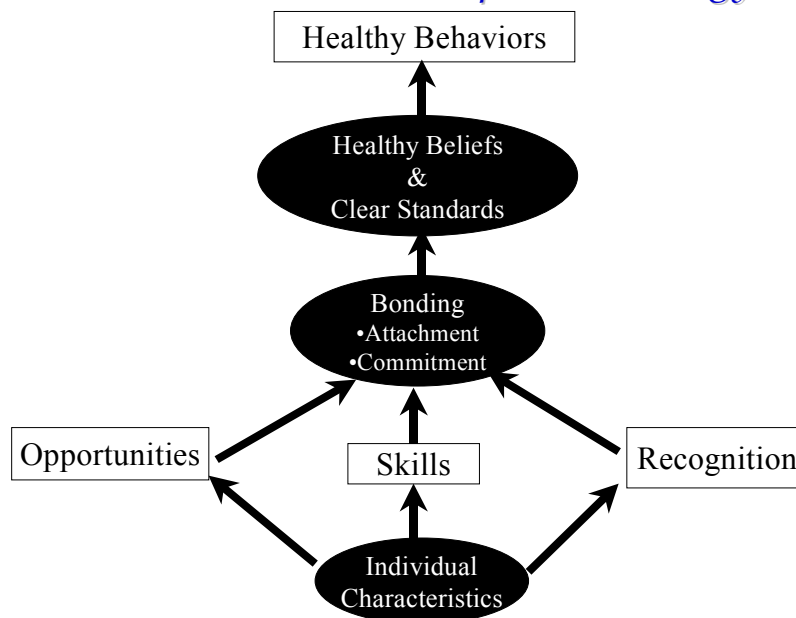 Healthy Behaviors
Healthy Beliefs
&
Clear Standards
Bonding
•Attachment
•Commitment
Opportunities
Skills
Recognition
Individual
Characteristics